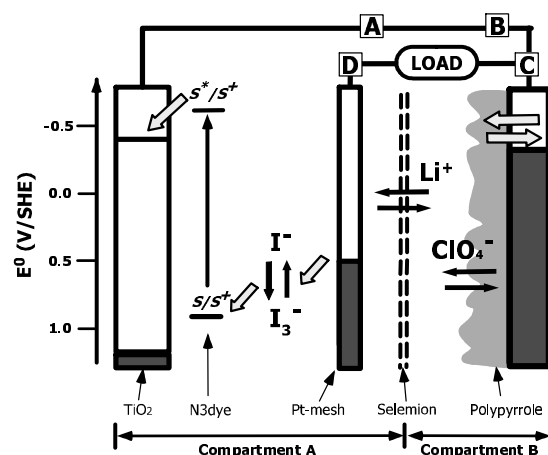 A
B
D
LOAD
C
S*/S+
-0.5
Li+
0.0
E0 (V/SHE)
I-
ClO4-
0.5
S/S+
I3-
1.0
TiO2
N3dye
Pt-mesh
Selemion
Polypyrrole
Compartment A
Compartment B